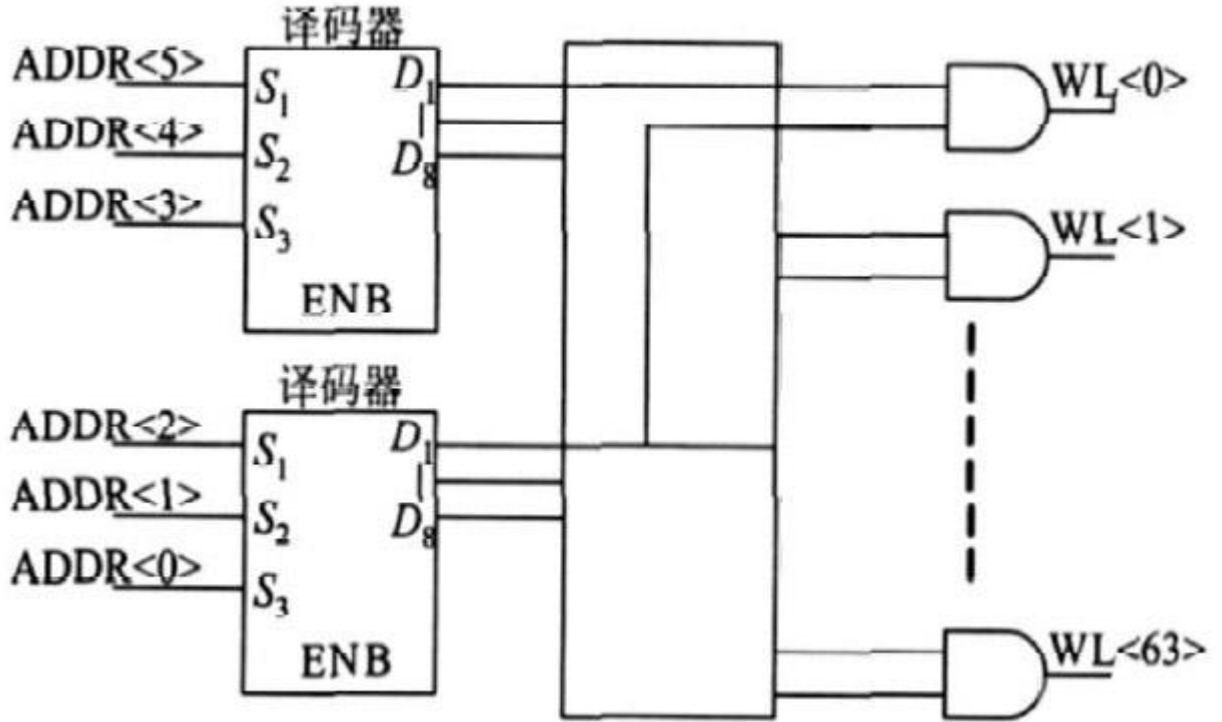 译码器
ADDR<5>
S1
D1
ADDR<4>
S2
D8
ADDR<3>
S3
ENB
WL<0>
WL<1>
译码器
ADDR<2>
S1
D1
ADDR<1>
S2
D8
ADDR<0>
S3
ENB
WL<63>